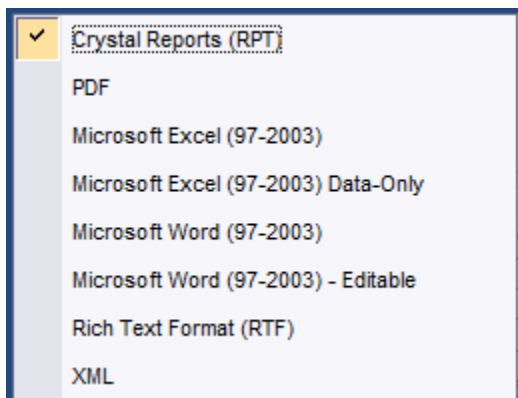 Crystal Reports (RPT)
PDF
Microsoft Excel (97-2003)
Microsoft Excel (97-2003) Data-Only
Microsoft Word (97-2003)
Microsoft Word (97-2003) - Editable
Rich Text Format (RTF)
XML